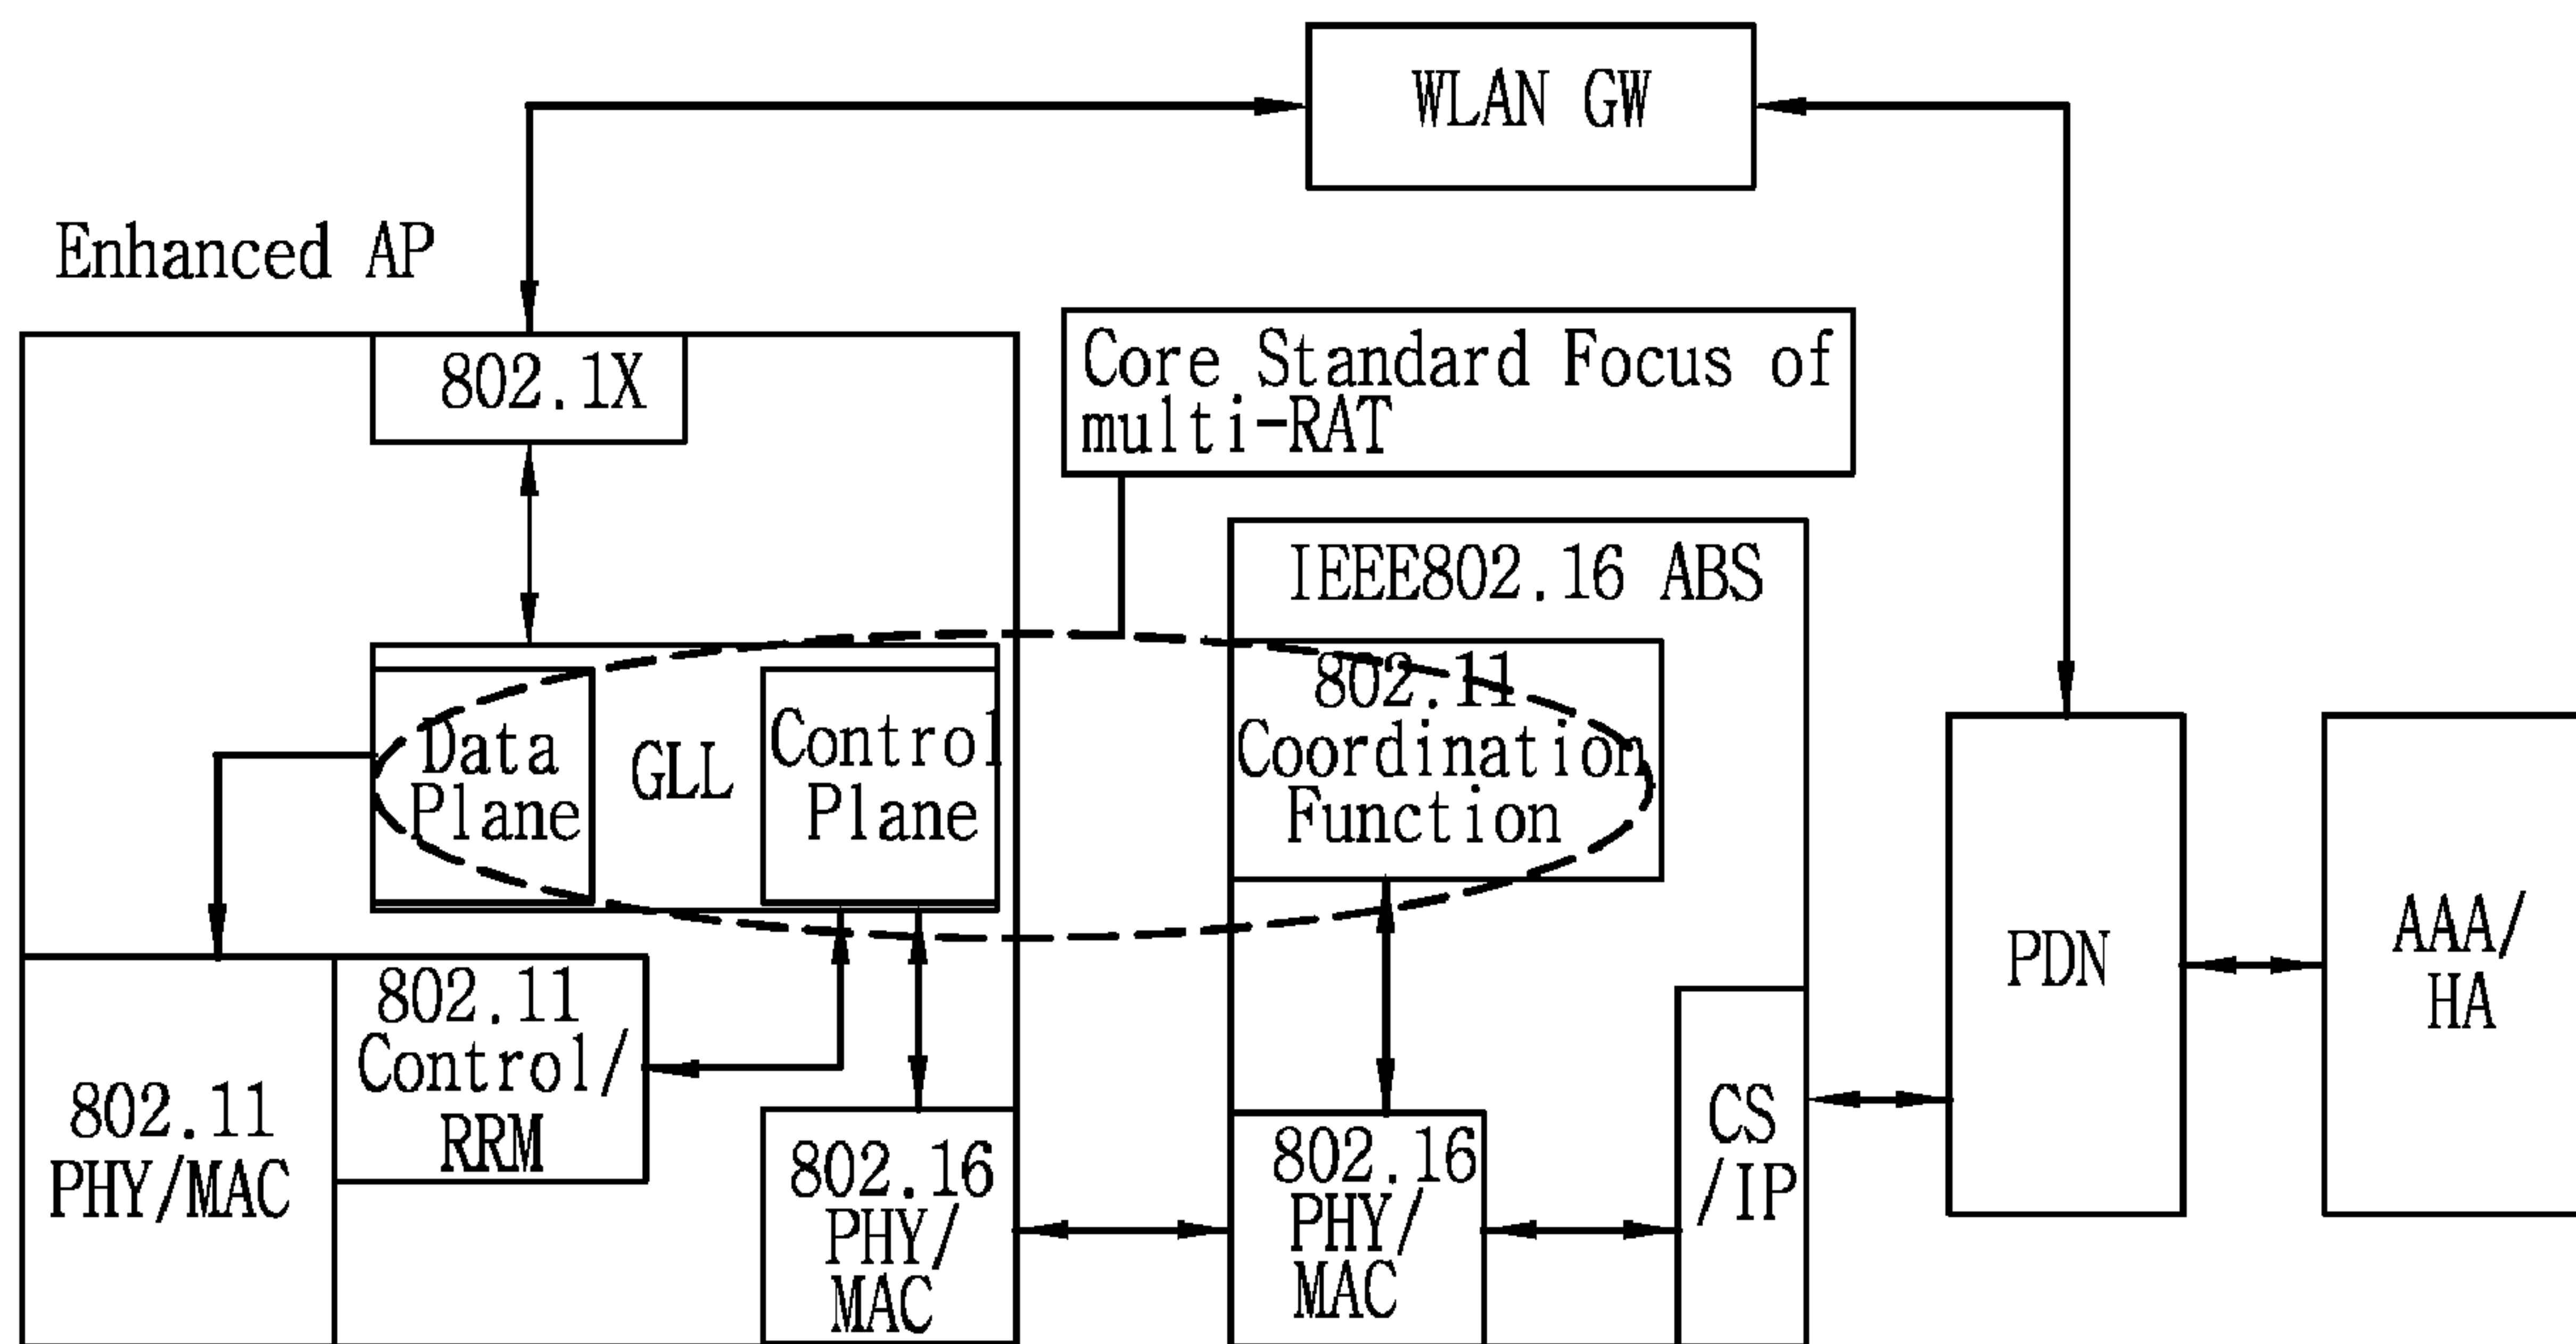 WLAN GW
Enhanced AP
802.1X
Core Standard Focus of
multi-RAT
IEEE802.16 ABS
Data
Plane
GLL
Control
Plane
802.11
Coordination
Function
802.11
PHY/MAC
802.11
Control/
RRM
802.16
PHY/
MAC
802.16
PHY/
MAC
CS
/IP
PDN
AAA/
HA